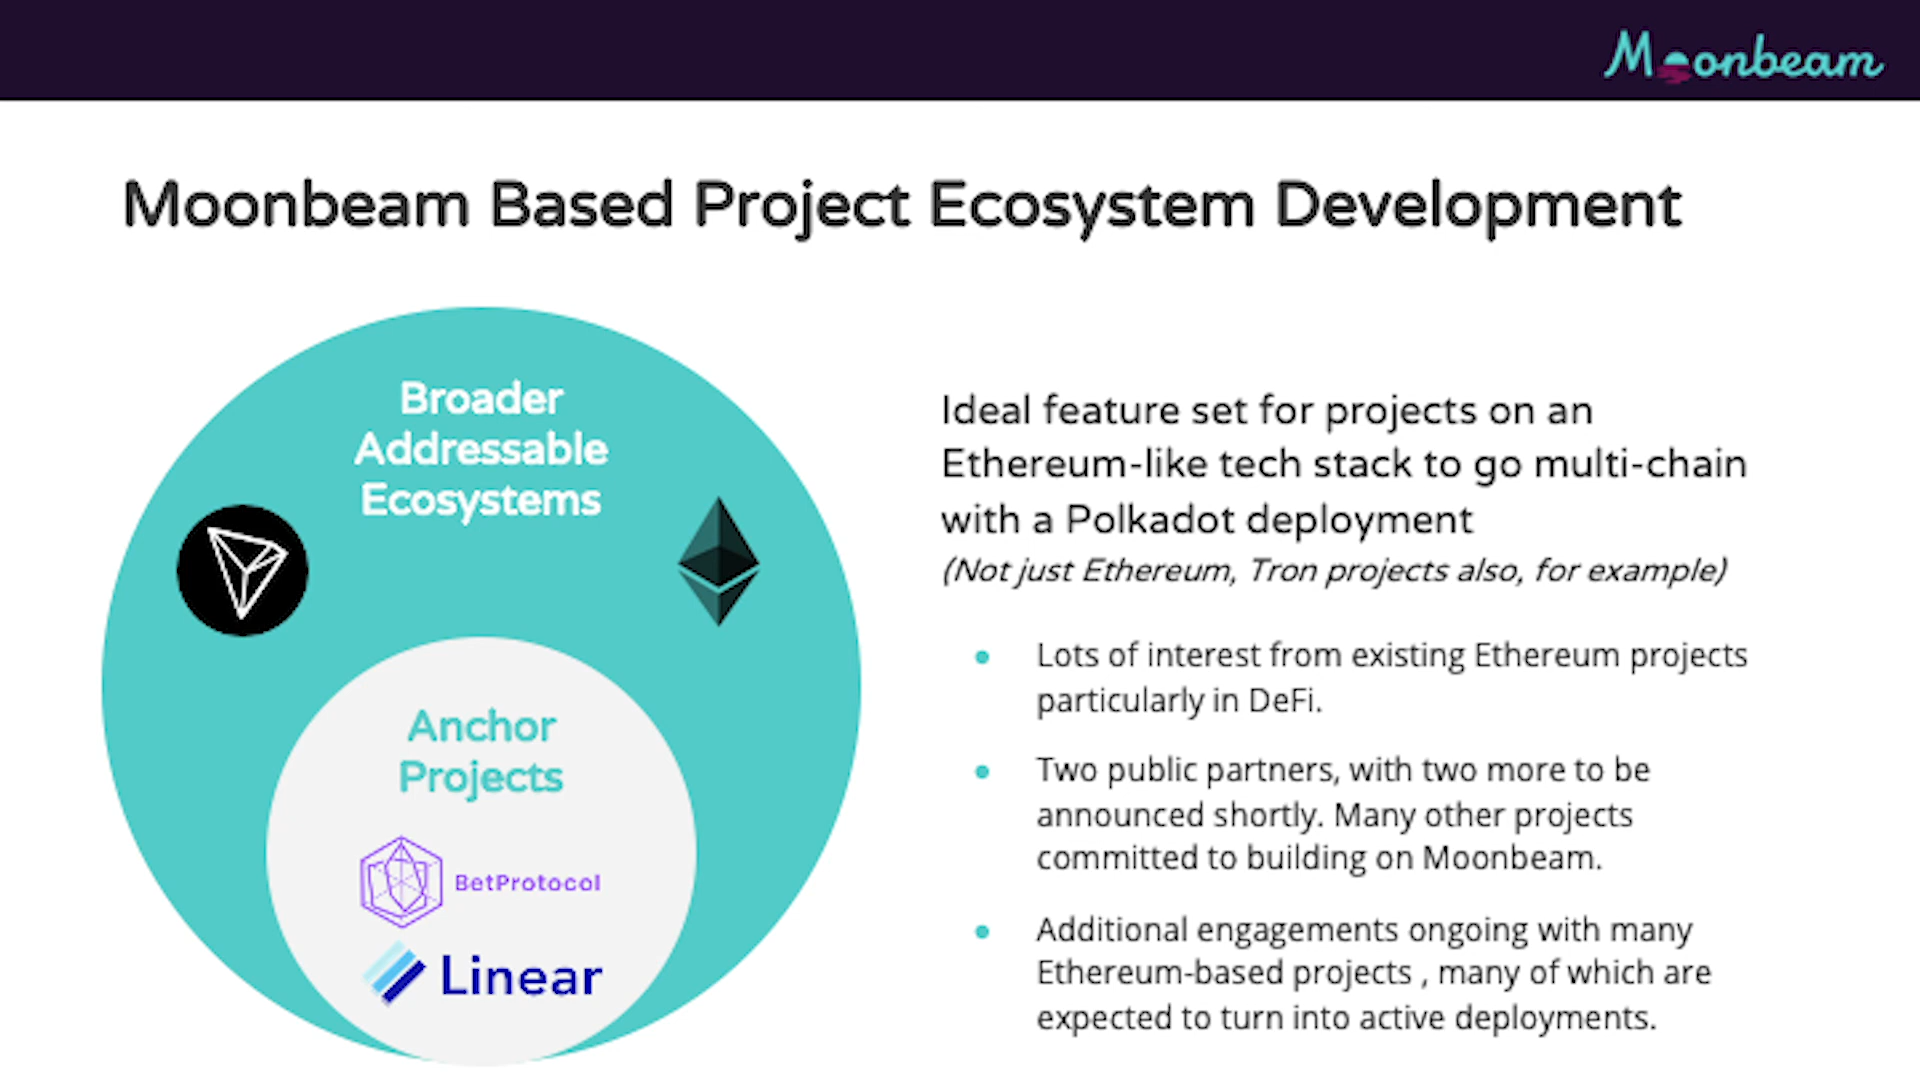 Moonbeam
Moonbeam Based Project Ecosystem Development
Broader
Addressable
Ecosystems
Anchor
Projects
BetProtocol
Linear
Ideal feature set for projects on an
Ethereum-like tech stack to go multi-chain
with a Polkadot deployment
(Not just Ethereum, Tron projects also, for example)
• Lots of interest from existing Ethereum projects
particularly in DeFi.
• Two public partners, with two more to be
announced shortly. Many other projects
committed to building on Moonbeam.
• Additional engagements ongoing with many
Ethereum-based projects , many of which are
expected to turn into active deployments.